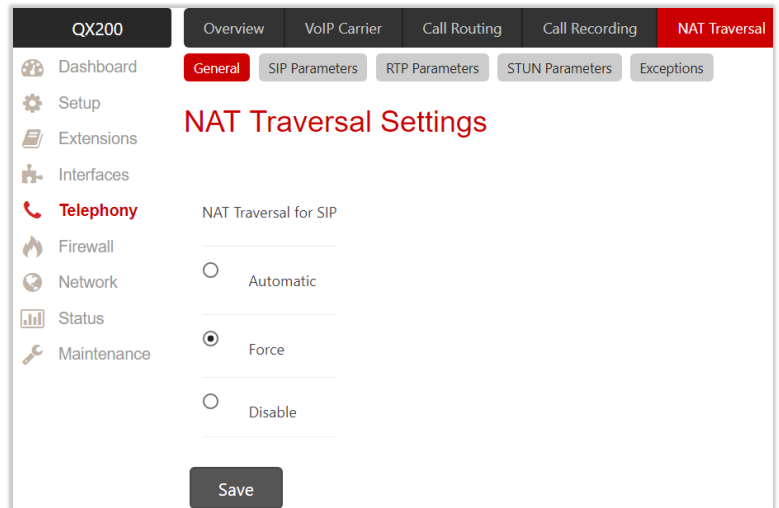 QX200 Overview VoIP Carrier Call Routing Call Recording NAT Traversal
General SIP Parameters RTP Parameters STUN Parameters Exceptions
Dashboard
Setup
Extensions
Interfaces
Telephony
Firewall
Network
Status
Maintenance
NAT Traversal Settings
NAT Traversal for SIP
Automatic
Force
Disable
Save